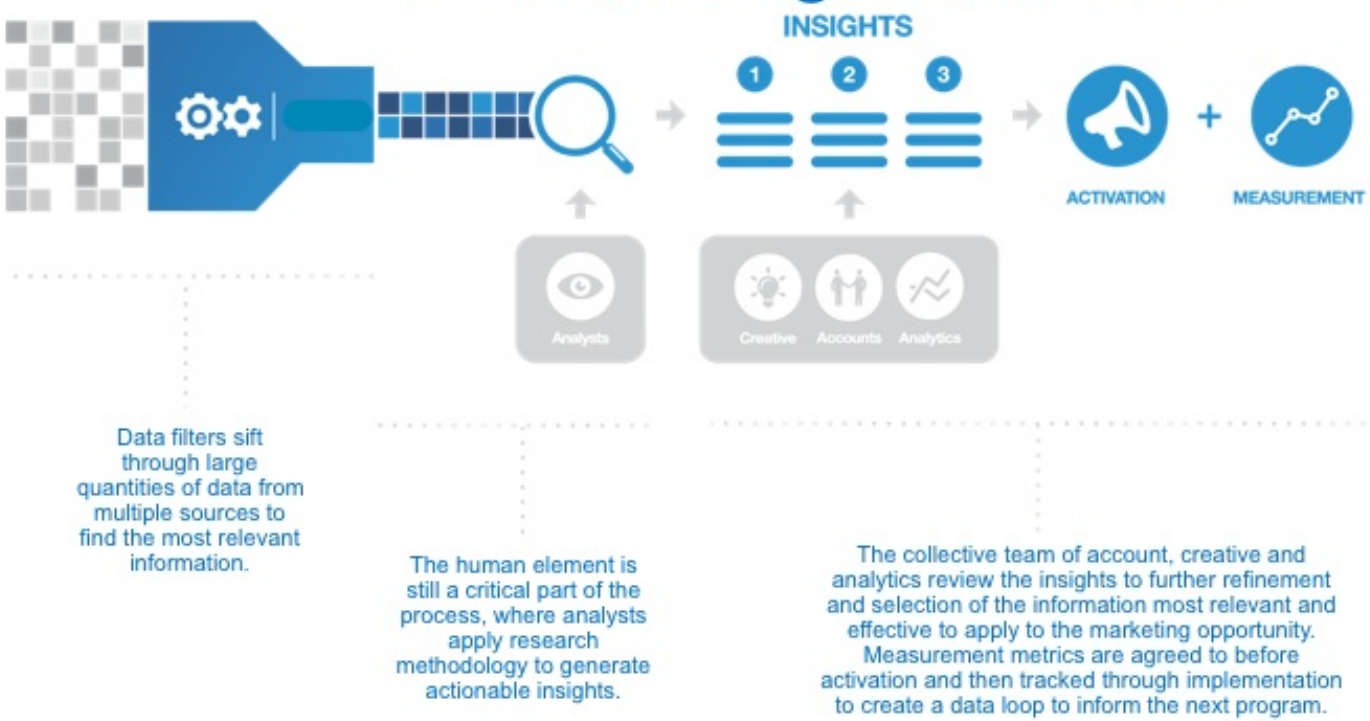 INSIGHTS
1 2 3
ACTIVATION + MEASUREMENT
Analysts
Creative Accounts Analytics
Data filters sift
through large
quantities of data from
multiple sources to
find the most relevant
information.
The human element is
still a critical part of the
process, where analysts
apply research
methodology to generate
actionable insights.
The collective team of account, creative and
analytics review the insights to further refinement
and selection of the information most relevant and
effective to apply to the marketing opportunity.
Measurement metrics are agreed to before
activation and then tracked through implementation
to create a data loop to inform the next program.